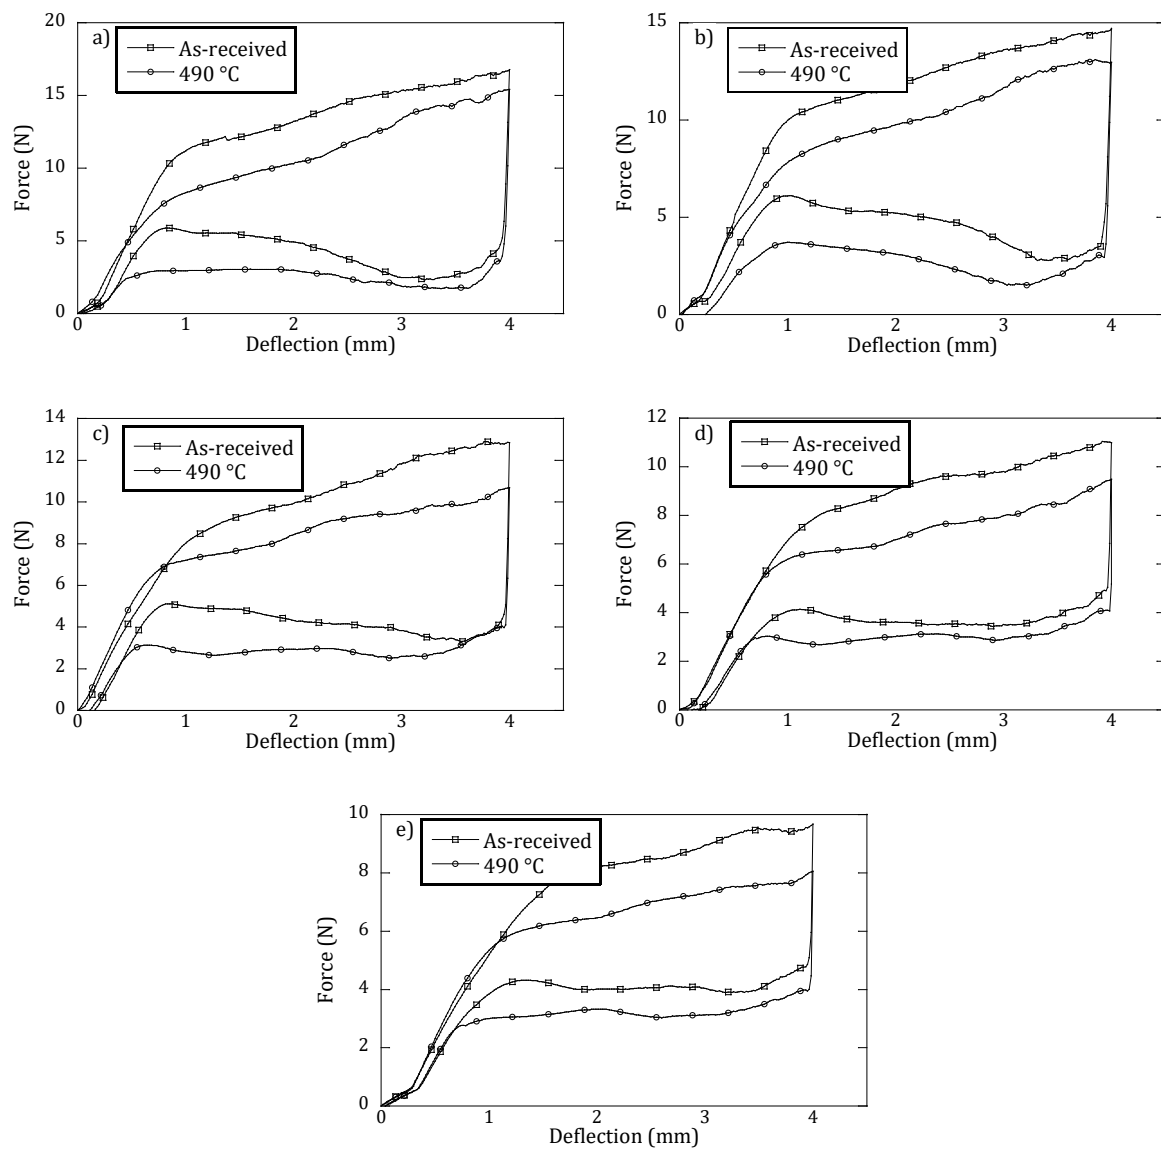 a)
As-received
490 °C
20
15
10
5
0
Force (N)
0 1 2 3 4
Deflection (mm)
b)
As-received
490 °C
15
10
5
0
Force (N)
0 1 2 3 4
Deflection (mm)
c)
As-received
490 °C
14
12
10
8
6
4
2
0
Force (N)
0 1 2 3 4
Deflection (mm)
d)
As-received
490 °C
12
10
8
6
4
2
0
Force (N)
0 1 2 3 4
Deflection (mm)
e)
As-received
490 °C
10
8
6
4
2
0
Force (N)
0 1 2 3 4
Deflection (mm)